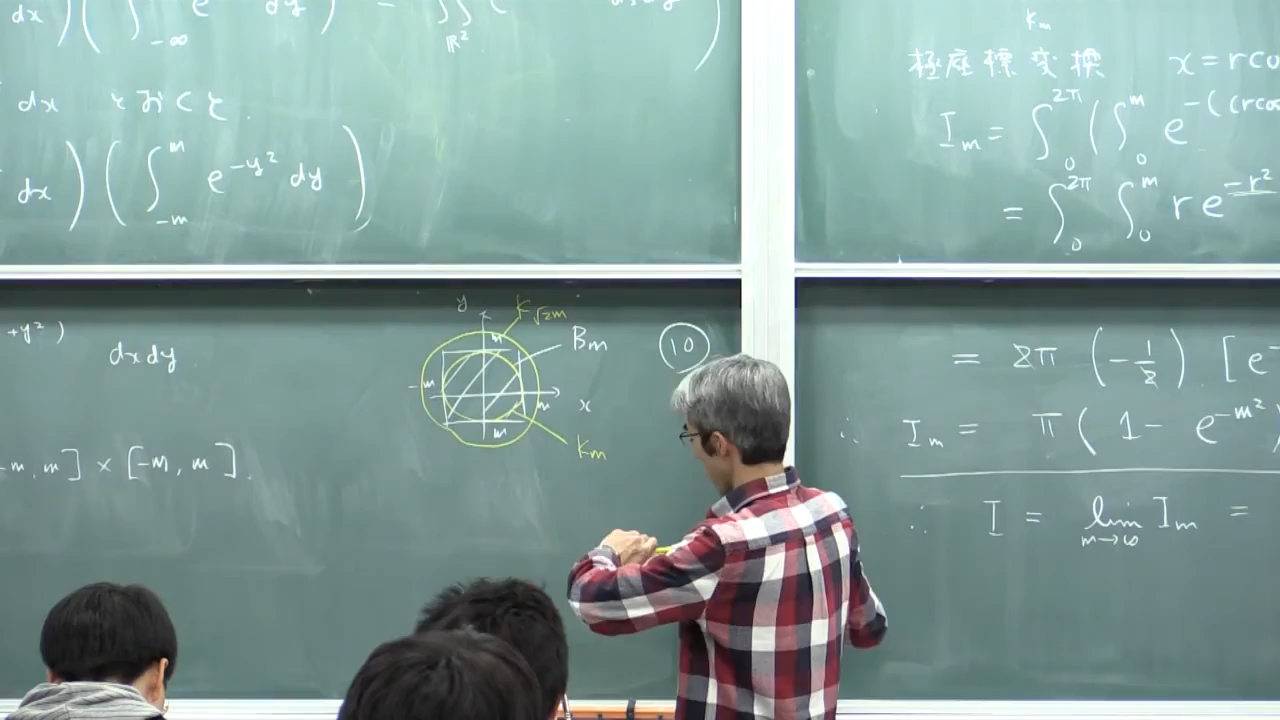 dx ) ( ∫_{-∞} e dy ) = ∬_{ℝ²} e dxdy )
dx とおくと
dx ) ( ∫_{-m}^{m} e^{-y²} dy )
+y² ) dxdy
-m, m ] × [-m, m ].
y
K_{√2m}
m
B_m
-m
m
x
m
K_m
⑩
K_m
極座標変換 x = rco
I_m = ∫_0^{2π} ( ∫_0^m e^{-((rcos
= ∫_0^{2π} ∫_0^m r e^{-r²
= 2π (-1/2) [e^-
∴ I_m = π ( 1 - e^{-m²}
∴ I = lim_{m→∞} I_m =